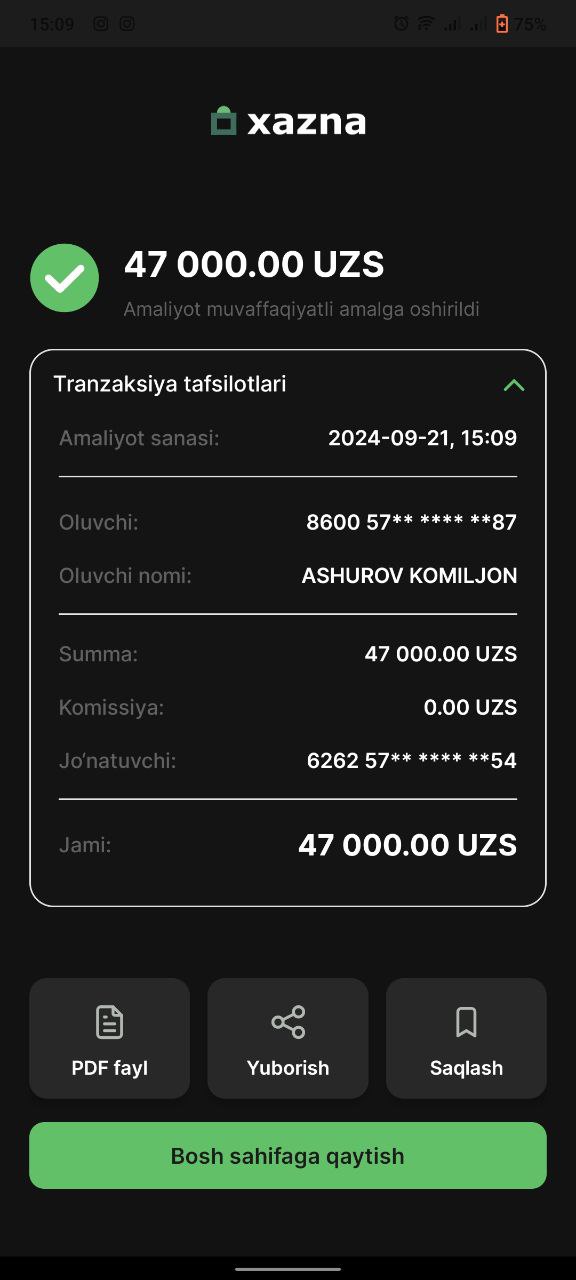 15:09 75%
xazna
47 000.00 UZS
Amaliyot muvaffaqiyatli amalga oshirildi
Tranzaksiya tafsilotlari
Amaliyot sanasi: 2024-09-21, 15:09
Oluvchi: 8600 57** **** **87
Oluvchi nomi: ASHUROV KOMILJON
Summa: 47 000.00 UZS
Komissiya: 0.00 UZS
Jo‘natuvchi: 6262 57** **** **54
Jami: 47 000.00 UZS
PDF fayl Yuborish Saqlash
Bosh sahifaga qaytish